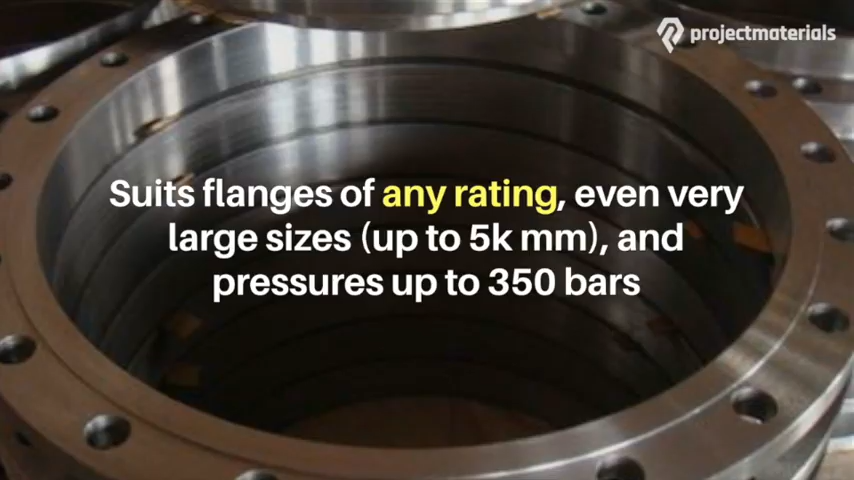 projectmaterials
Suits flanges of any rating, even very
large sizes (up to 5k mm), and
pressures up to 350 bars